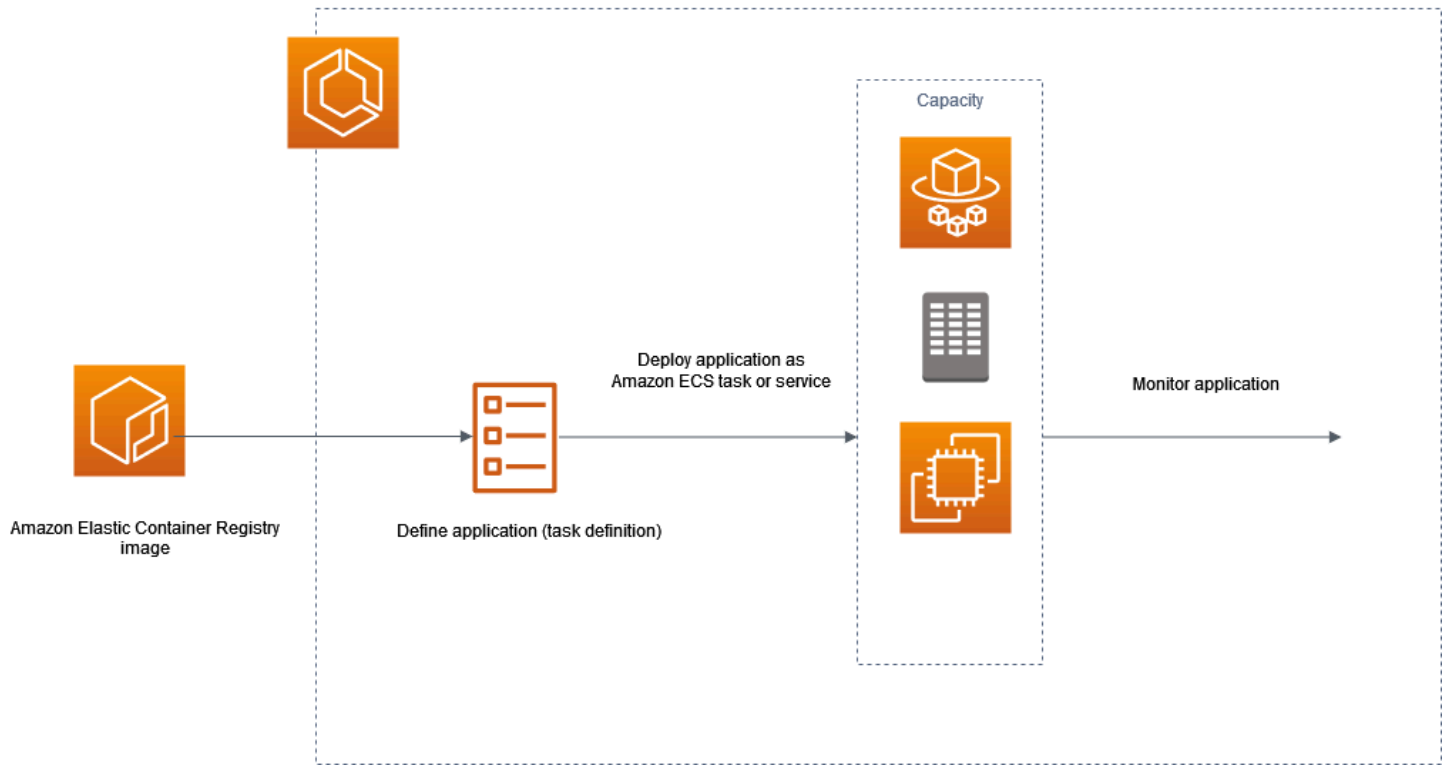 Capacity
Deploy application as
Amazon ECS task or service
Monitor application
Amazon Elastic Container Registry
image
Define application (task definition)